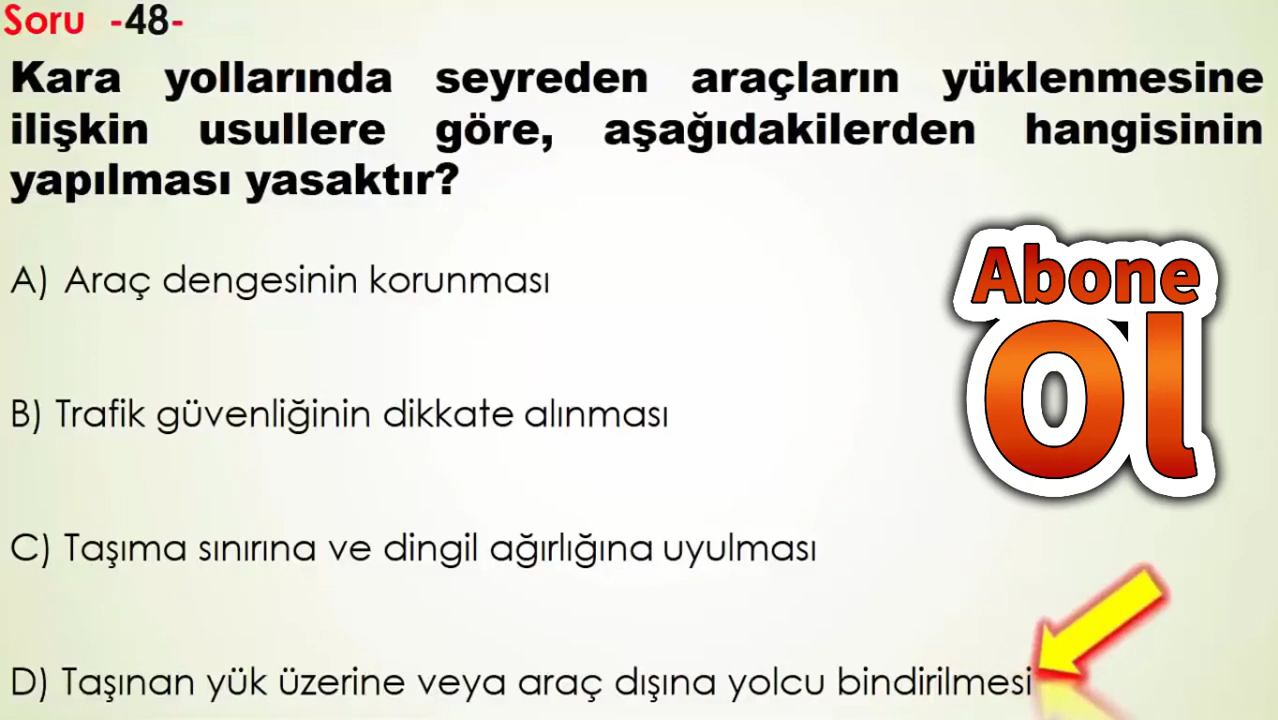 Soru -48-
Kara yollarında seyreden araçların yüklenmesine
ilişkin usullere göre, aşağıdakilerden hangisinin
yapılması yasaktır?
A) Araç dengesinin korunması
Abone
Ol
B) Trafik güvenliğinin dikkate alınması
C) Taşıma sınırına ve dingil ağırlığına uyulması
D) Taşınan yük üzerine veya araç dışına yolcu bindirilmesi